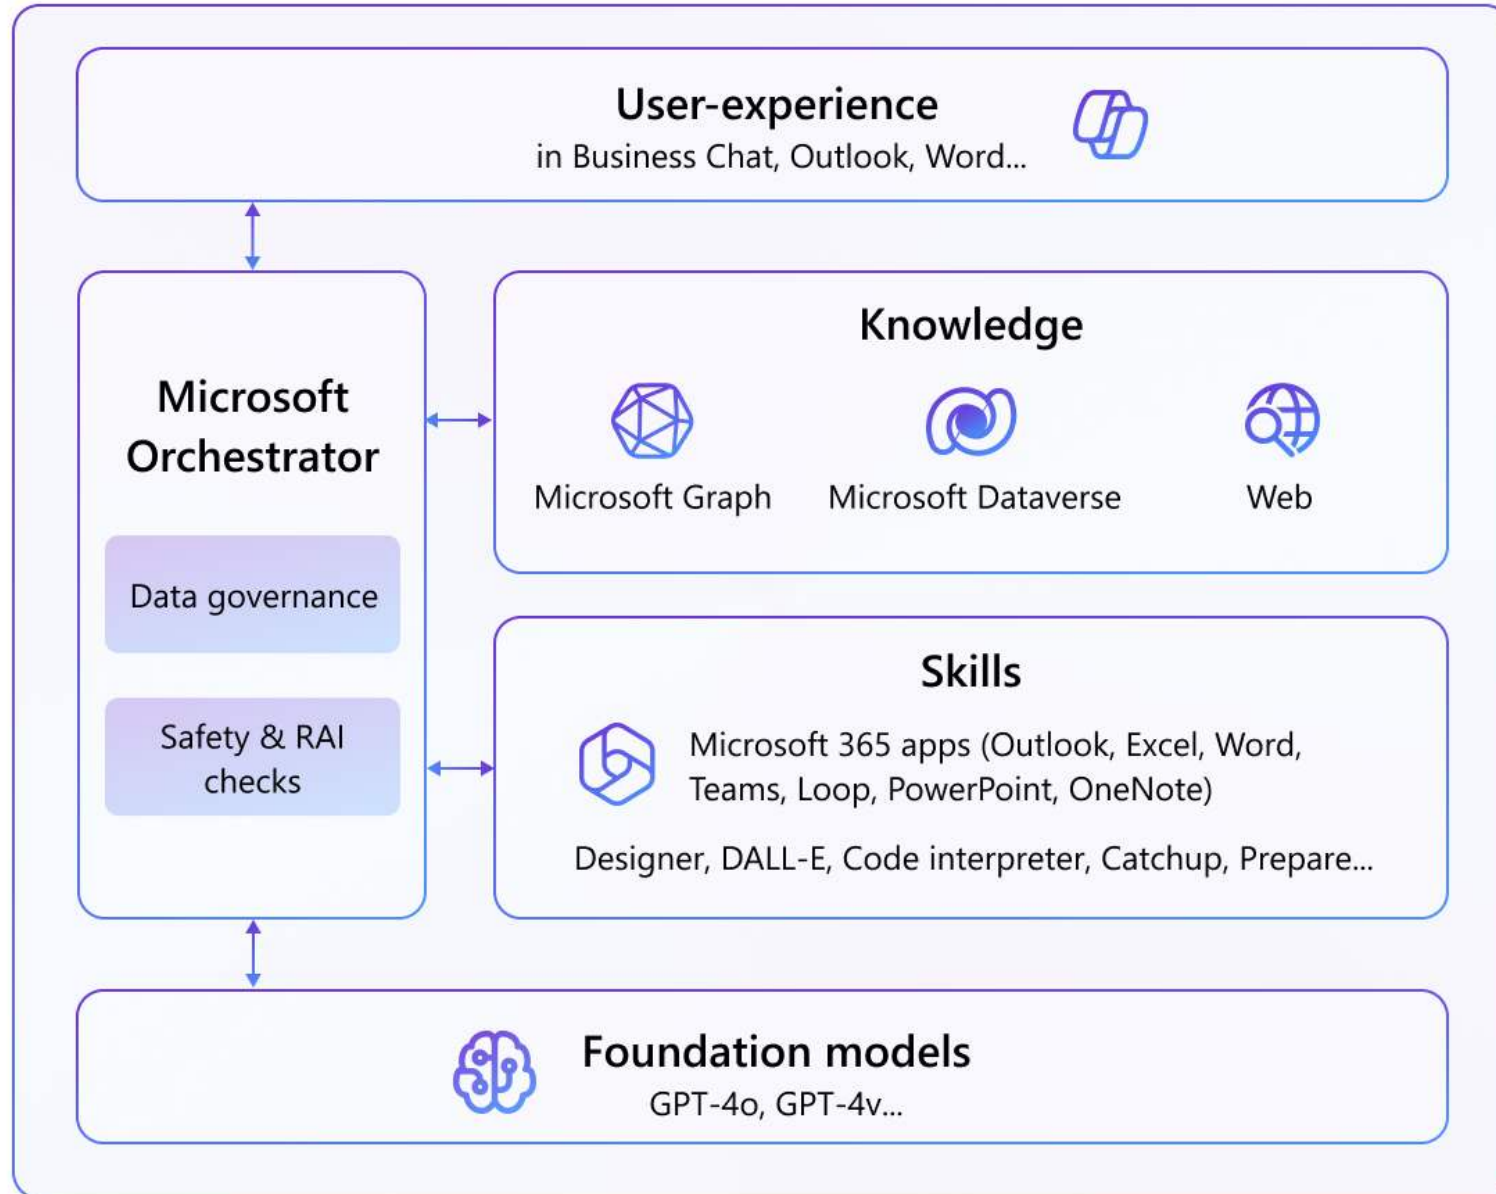 User-experience
in Business Chat, Outlook, Word...
Microsoft
Orchestrator
Data governance
Safety & RAI
checks
Knowledge
Microsoft Graph
Microsoft Dataverse
Web
Skills
Microsoft 365 apps (Outlook, Excel, Word,
Teams, Loop, PowerPoint, OneNote)
Designer, DALL-E, Code interpreter, Catchup, Prepare...
Foundation models
GPT-4o, GPT-4v...